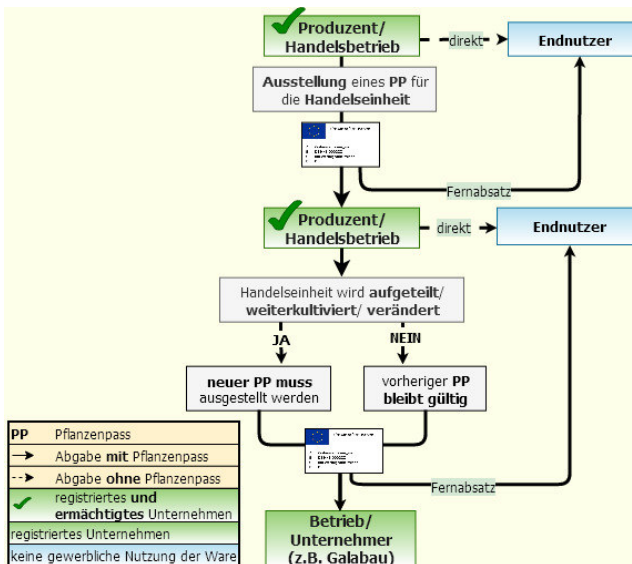 Produzent/
Handelsbetrieb
direkt
Endnutzer
Ausstellung eines PP für
die Handelseinheit
Fernabsatz
Produzent/
Handelsbetrieb
direkt
Endnutzer
Handelseinheit wird aufgeteilt/
weiterkultiviert/ verändert
JA
NEIN
neuer PP muss
ausgestellt werden
vorheriger PP
bleibt gültig
Fernabsatz
Betrieb/
Unternehmer
(z.B. Galabau)
PP Pflanzenpass
Abgabe mit Pflanzenpass
Abgabe ohne Pflanzenpass
registriertes und
ermächtigtes Unternehmen
registriertes Unternehmen
keine gewerbliche Nutzung der Ware